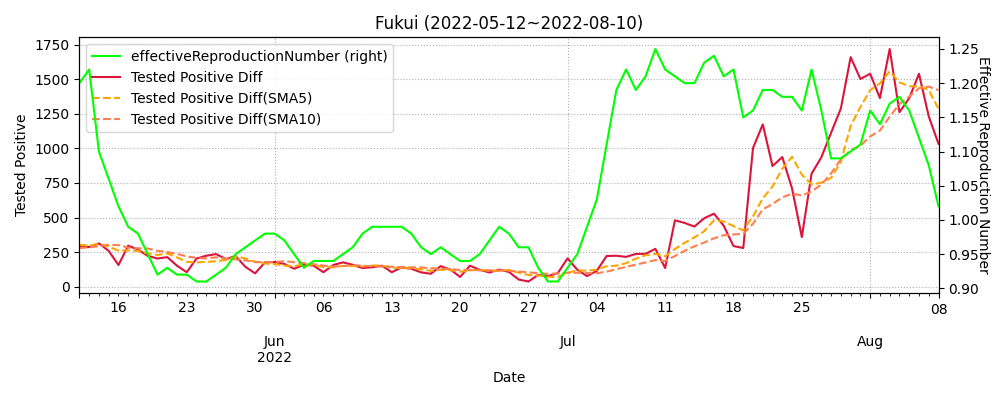 Fukui (2022-05-12~2022-08-10)
effectiveReproductionNumber (right)
Tested Positive Diff
Tested Positive Diff(SMA5)
Tested Positive Diff(SMA10)
Tested Positive
1750
1500
1250
1000
750
500
250
0
1.25
1.20
1.15
1.10
1.05
1.00
0.95
0.90
Effective Reproduction Number
16 23 30 06 13 20 27 04 11 18 25 08
Jun Jul Aug
2022
Date